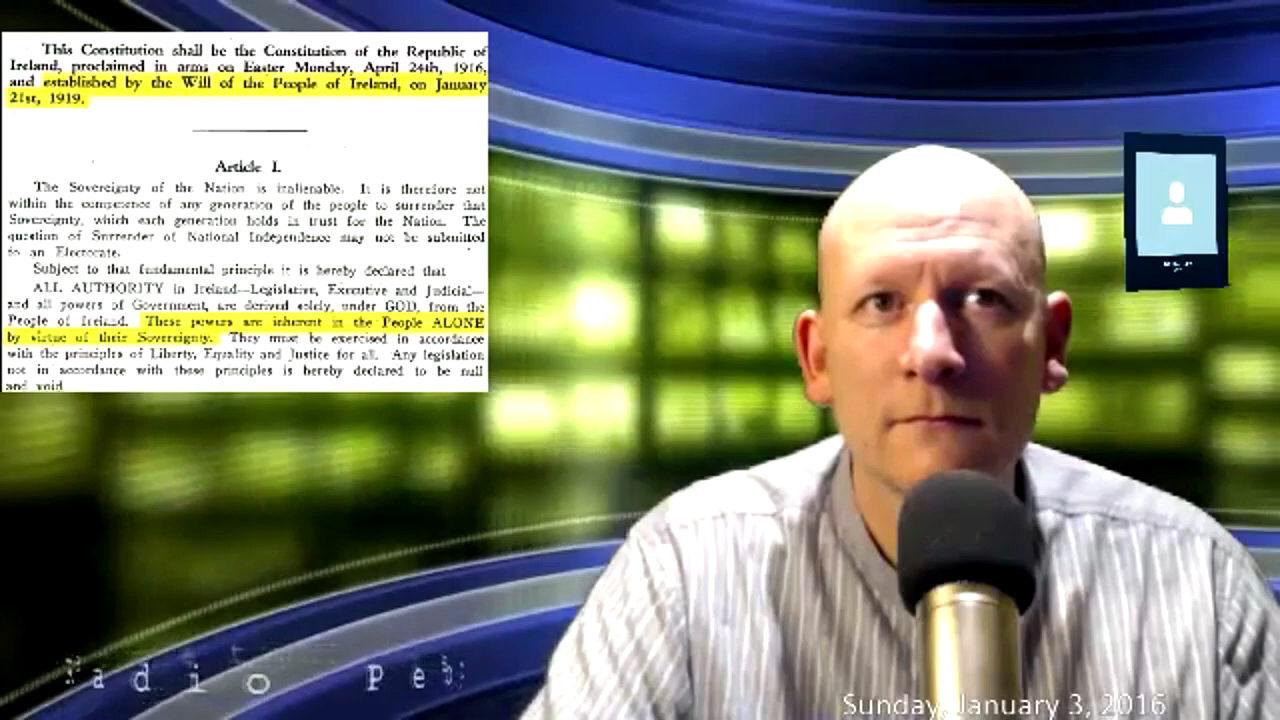 This Constitution shall be the Constitution of the Republic of
Ireland, proclaimed in arms on Easter Monday, April 24th, 1916,
and established by the Will of the People of Ireland, on January
21st, 1919.
Article I.
The Sovereignty of the Nation is inalienable. It is therefore not
within the competence of any generation of the people to surrender that
Sovereignty, which each generation holds in trust for the Nation. The
question of Surrender of National Independence may not be submitted
to an Electorate.
Subject to that fundamental principle it is hereby declared that
ALL AUTHORITY in Ireland—Legislative, Executive and Judicial—
and all powers of Government, are derived solely, under GOD, from the
People of Ireland. These powers are inherent in the People ALONE
by virtue of their Sovereignty. They must be exercised in accordance
with the principles of Liberty, Equality and Justice for all. Any legislation
not in accordance with these principles is hereby declared to be null
and void
Radio Pe
Sunday, January 3, 2016